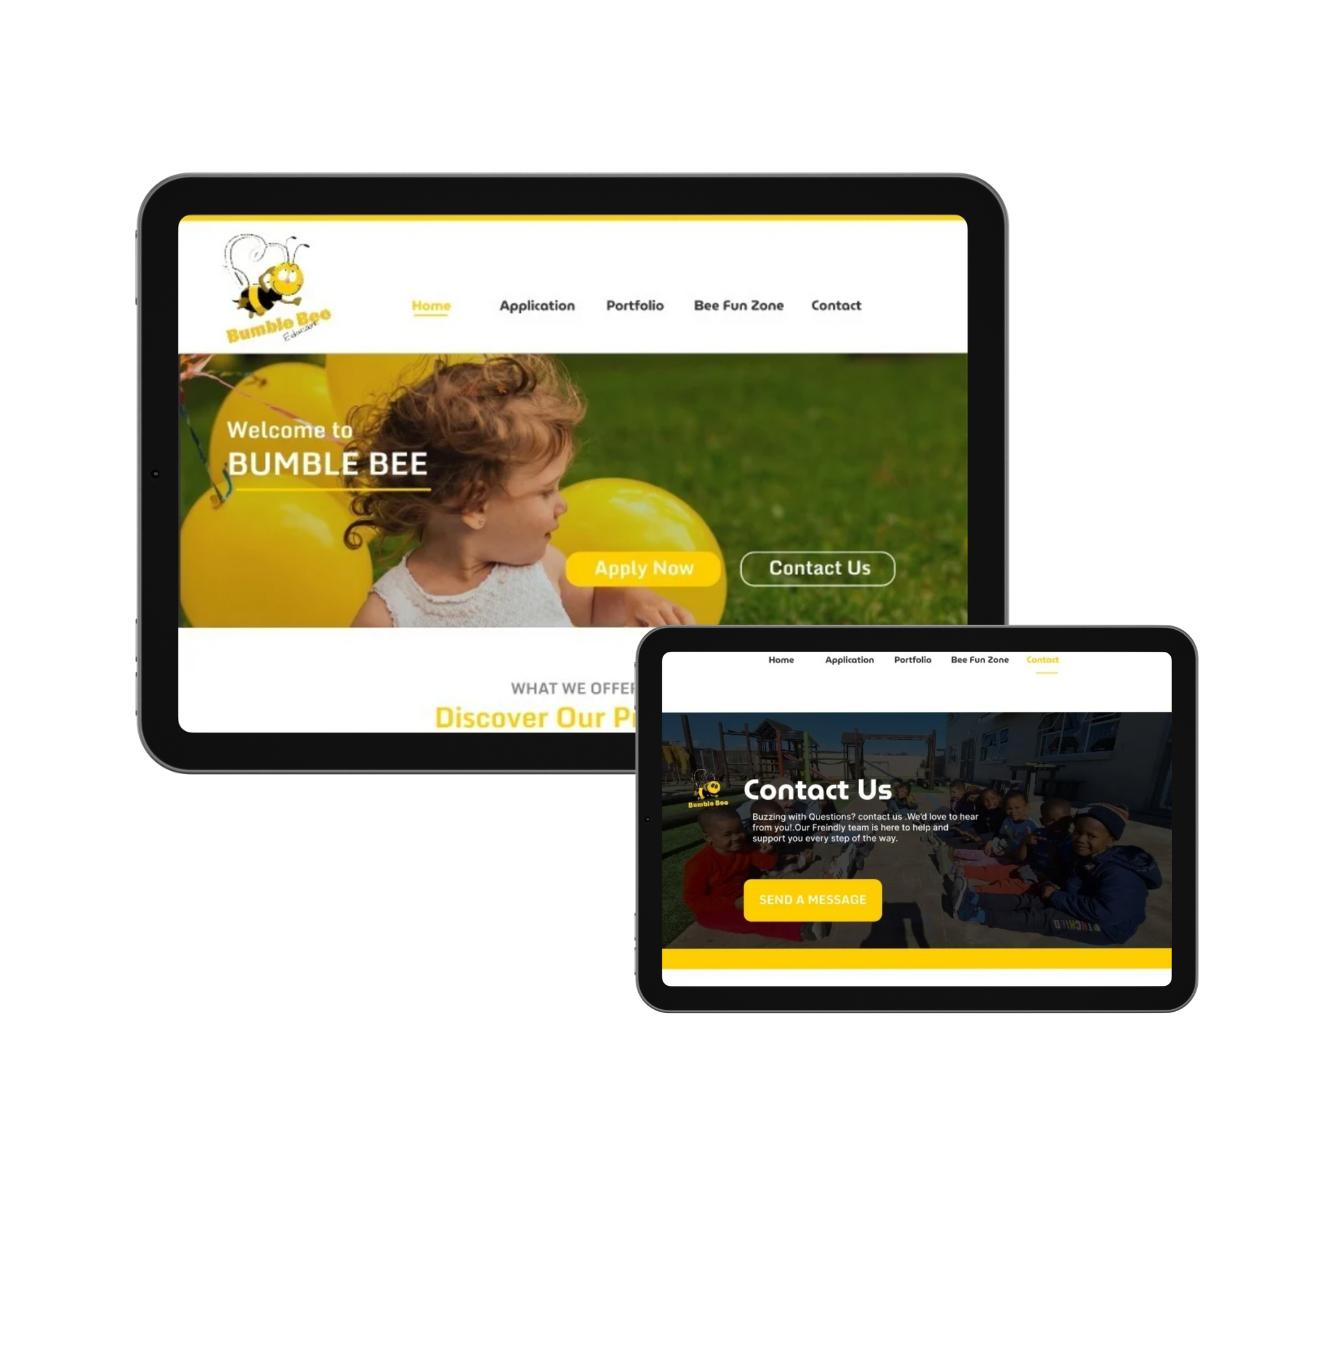 Bumble Bee
Educare
Home Application Portfolio Bee Fun Zone Contact
Welcome to
BUMBLE BEE
Apply Now Contact Us
WHAT WE OFFER
Discover Our
Home Application Portfolio Bee Fun Zone Contact
Bumble Bee
Contact Us
Buzzing with Questions? contact us .We'd love to hear
from you!.Our Freindly team is here to help and
support you every step of the way.
SEND A MESSAGE